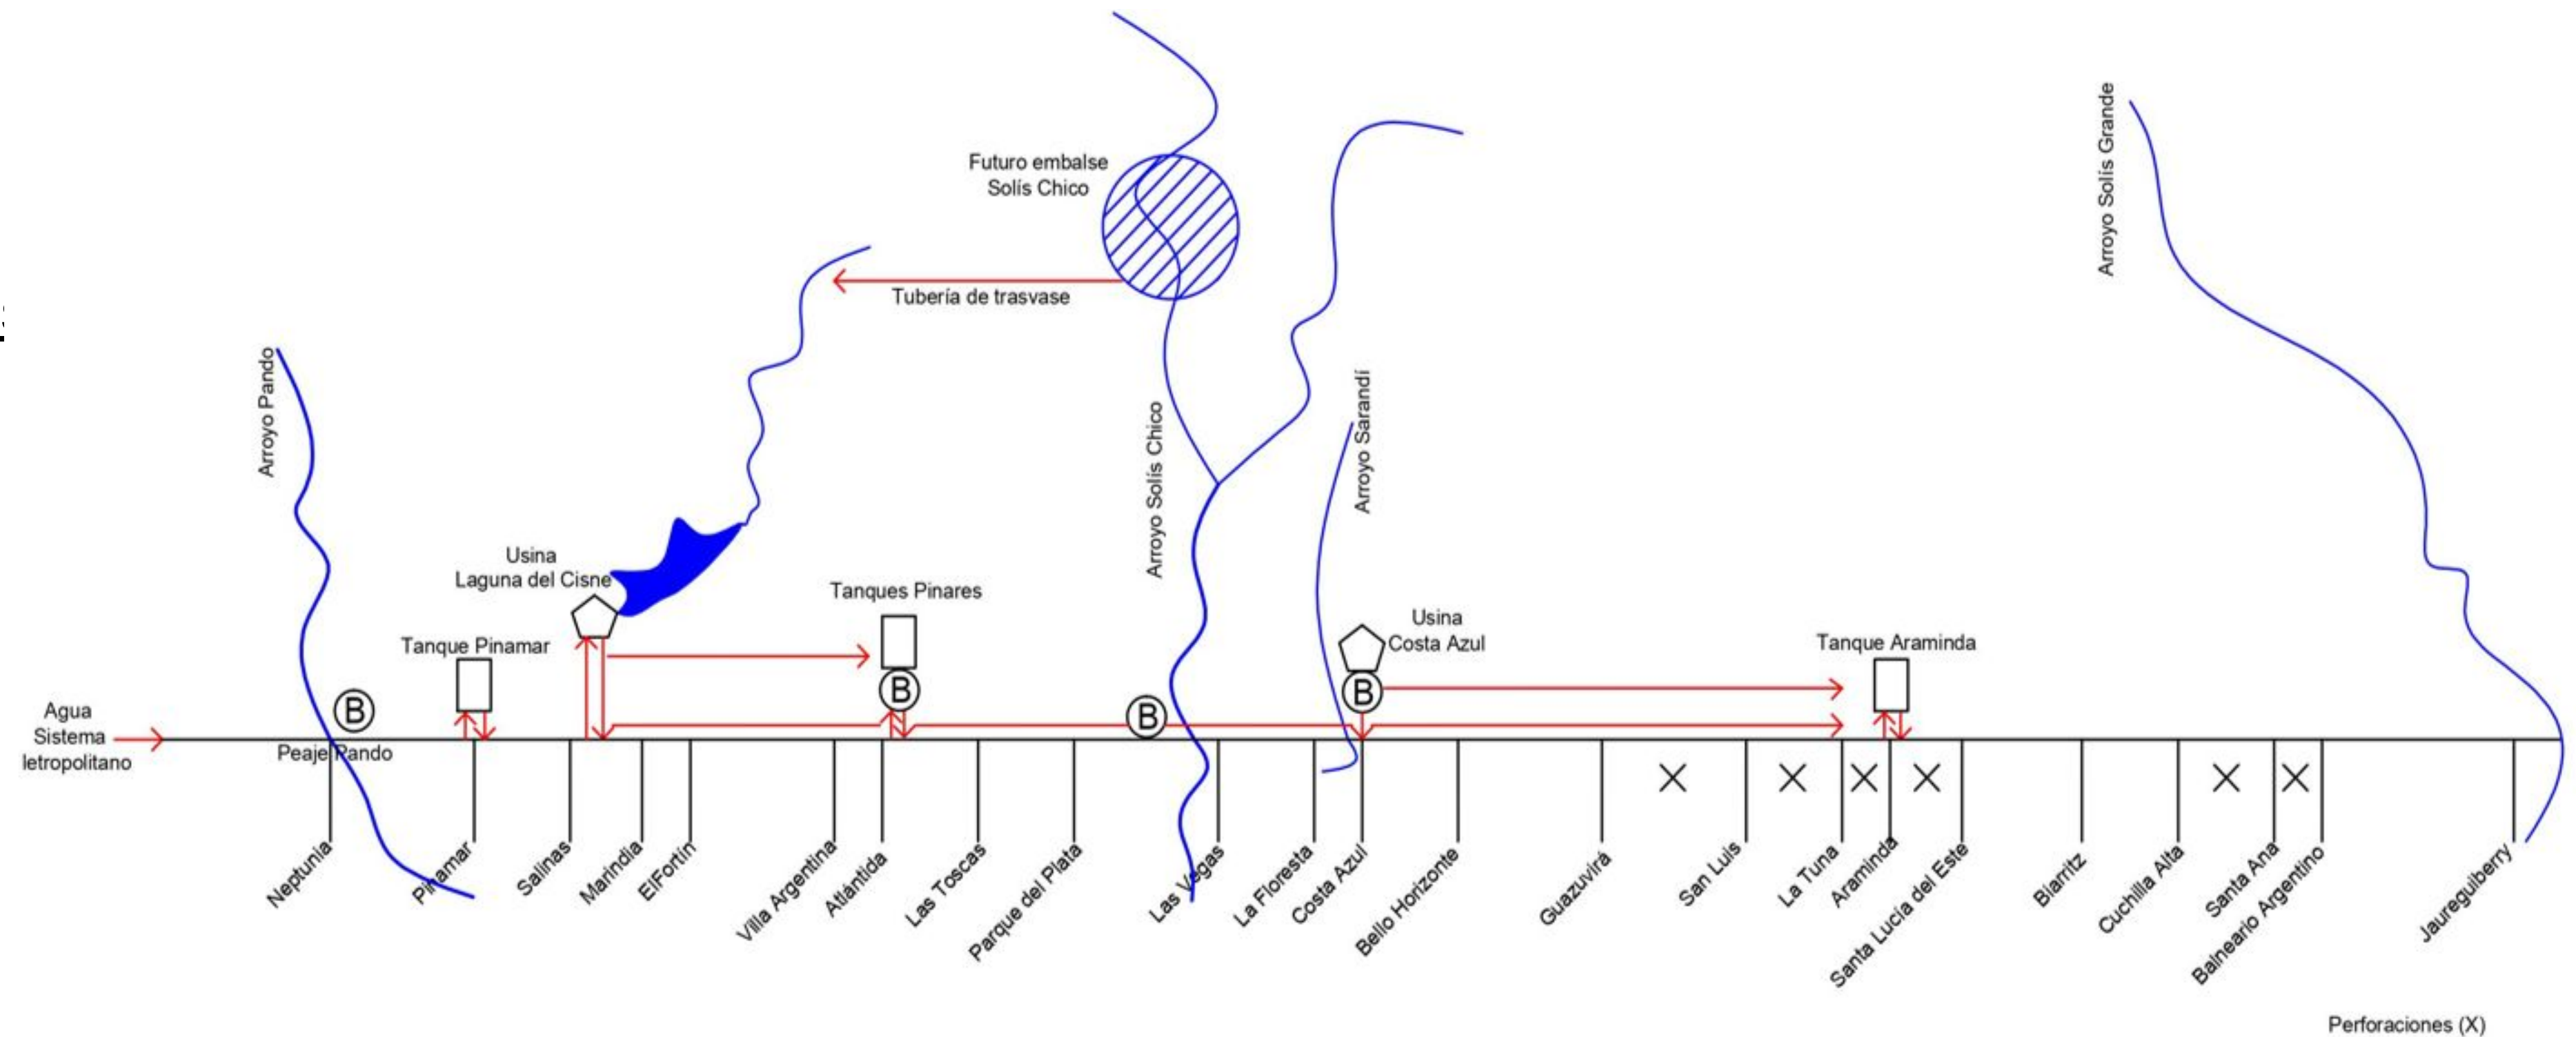 Futuro embalse
Solís Chico
Tubería de trasvase
Arroyo Solís Grande
Arroyo Pando
Arroyo Solís Chico
Arroyo Sarandí
Usina
Laguna del Cisne
Tanques Pinares
Usina
Costa Azul
Tanque Pinamar
Tanque Araminda
B
B
B
B
Agua
Sistema
letropolitano
Peaje Pando
Neptunia
Pinamar
Salinas
Marindia
ElFortín
Villa Argentina
Atlántida
Las Toscas
Parque del Plata
Las Vegas
La Floresta
Costa Azul
Bello Horizonte
Guazuvirá
San Luis
La Tuna
Araminda
Santa Lucía del Este
Biarritz
Cuchilla Alta
Santa Ana
Balneario Argentino
Jaureguiberry
Perforaciones (X)